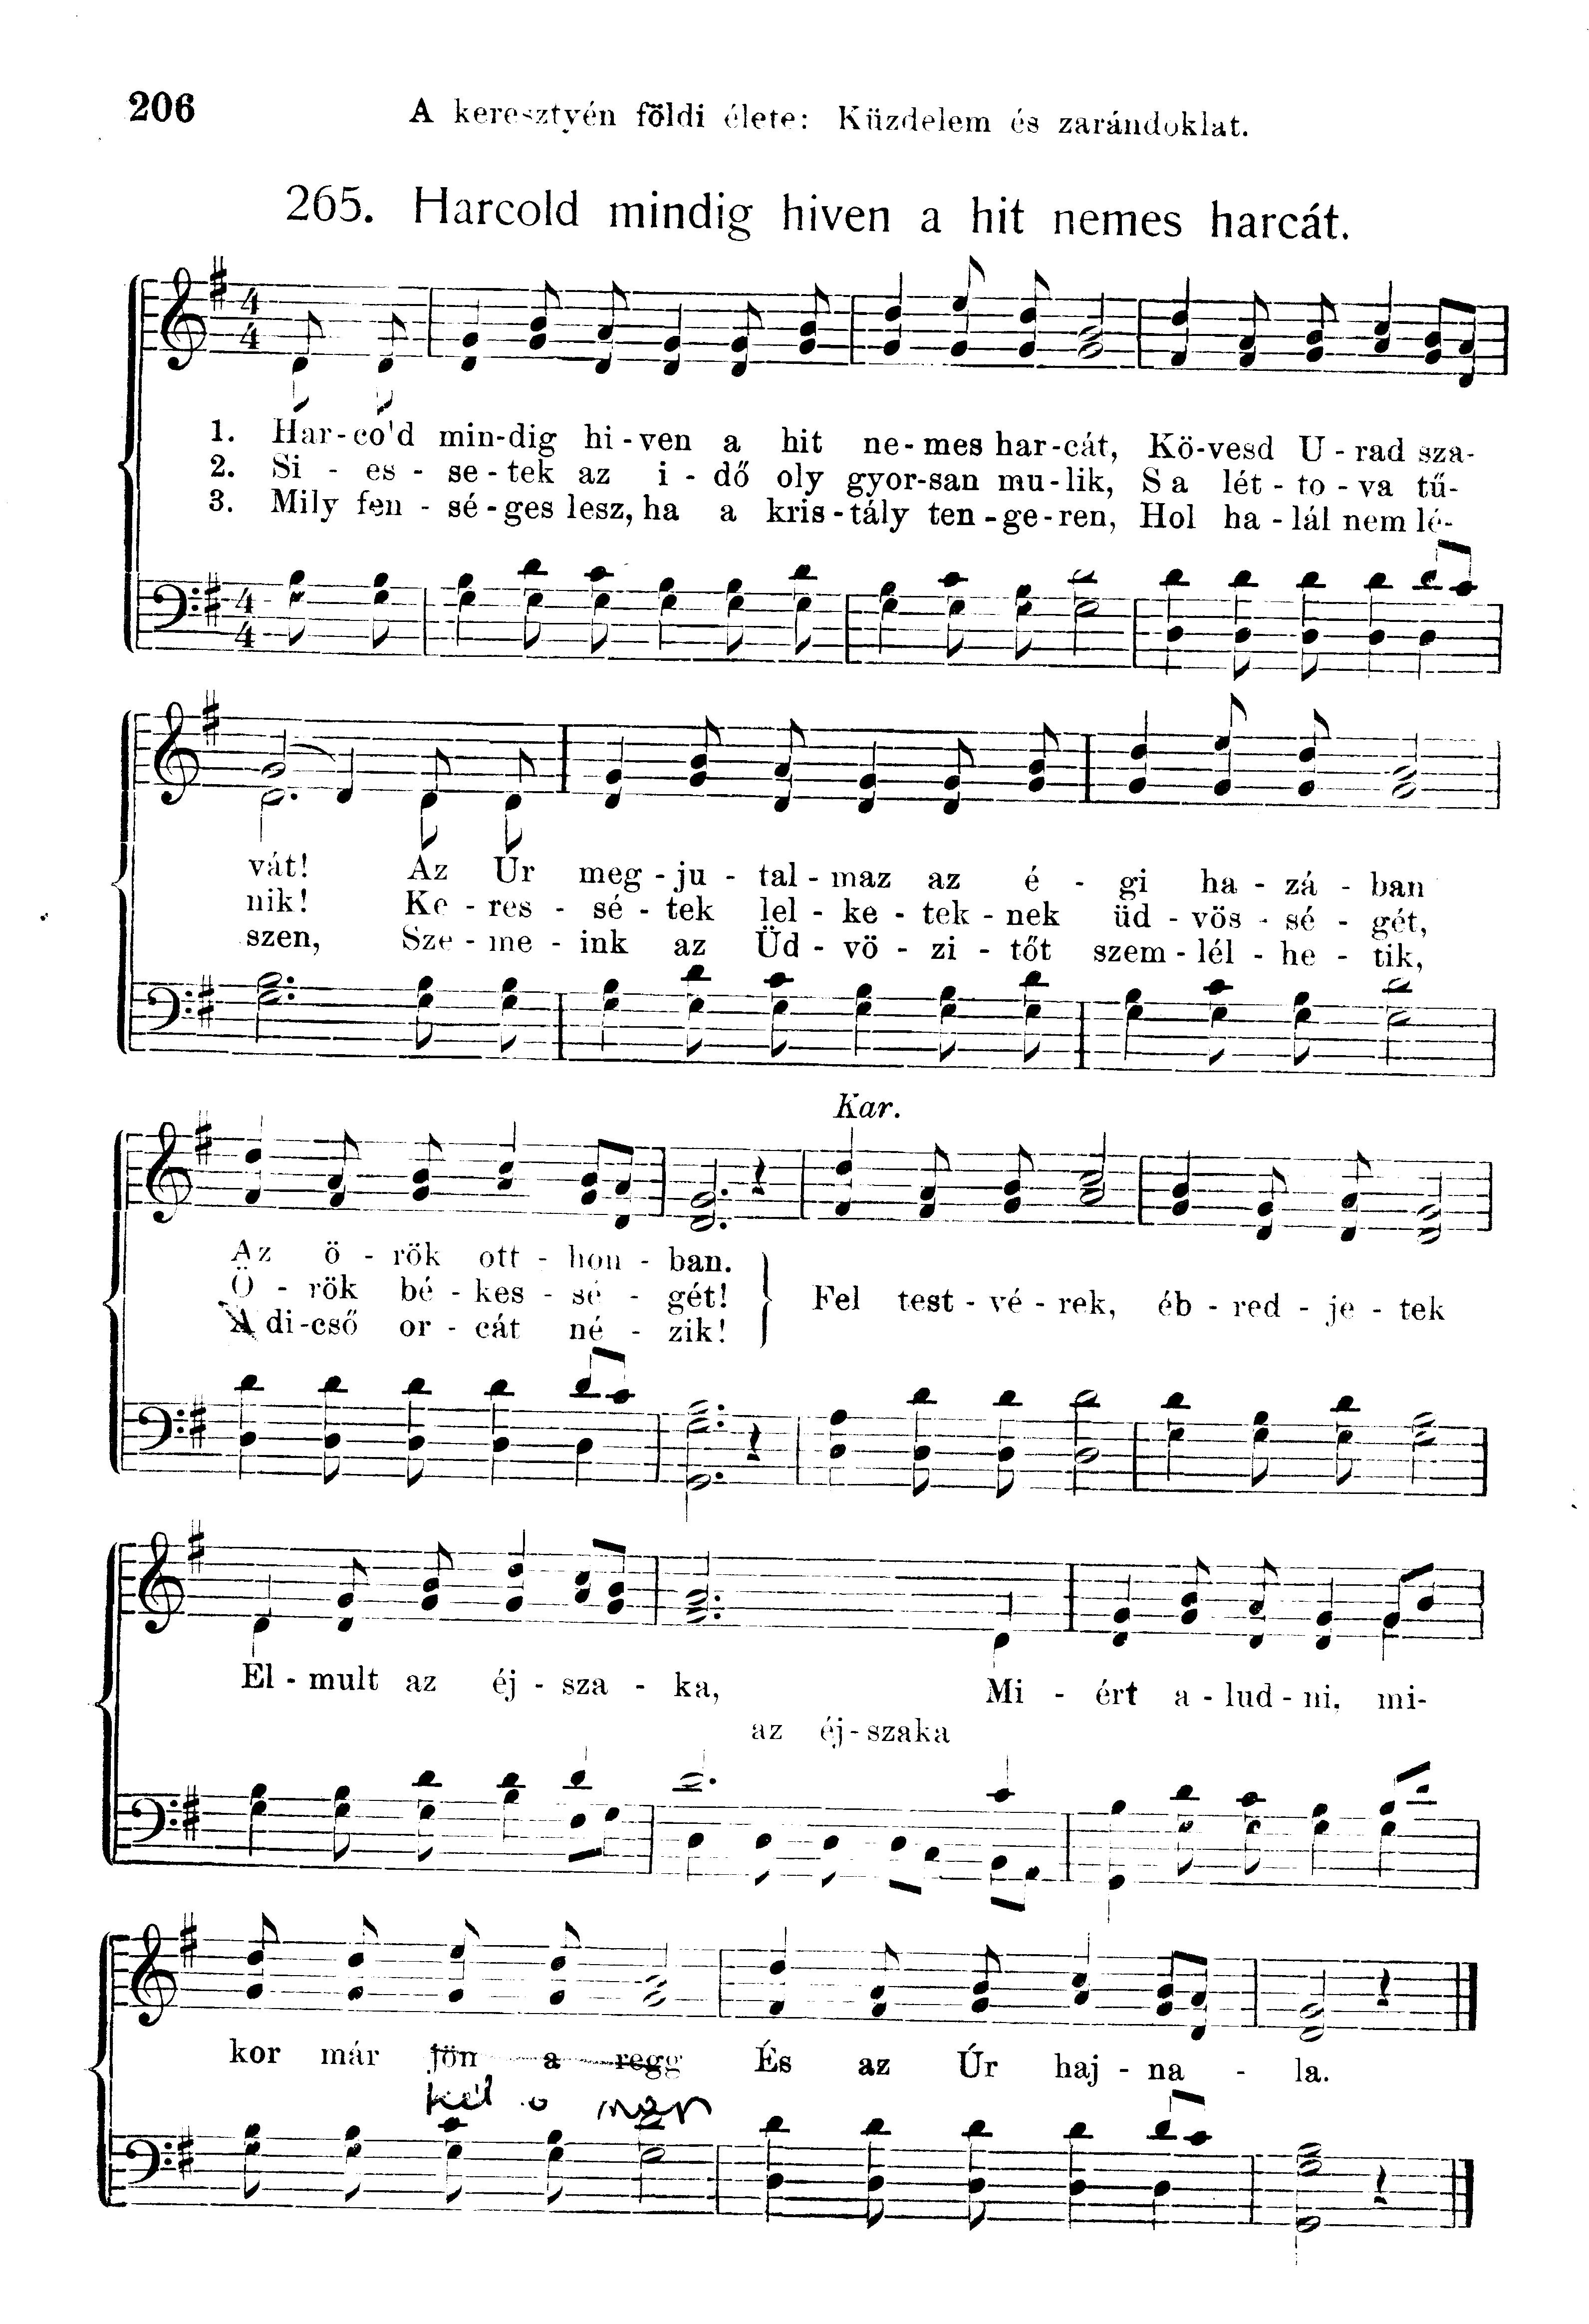 206
A keresztyén földi élete: Küzdelem és zarándoklat.
265. Harcold mindig hiven a hit nemes harcát.
1. Har-co'd min-dig hi-ven a hit ne-mes har-cát, Kö-vesd U-rad sza-
2. Si - es - se-tek az i - dő oly gyor-san mu-lik, S a lét - to - va tű-
3. Mily fen - sé-ges lesz, ha a kris-tály ten-ge-ren, Hol ha-lál nem lé-
vát! Az Úr meg-ju - tal-maz az é - gi ha - zá - ban
nik! Ke - res - sé - tek lel - ke - tek - nek üd - vös - sé - gét,
szen, Sze - me - ink az Üd - vö - zi - tőt szem - lél - he - tik,
Kar.
Az ö - rök ott - hon - ban.
Ö - rök bé - kes - sé - gét!
A di-cső or - cát né - zik!
Fel test - vé - rek, éb - red - je - tek
El - mult az éj - sza - ka, Mi - ért a - lud - ni, mi-
az éj-szaka
kor már jön a regg És az Úr haj - na - la.
kél a nap